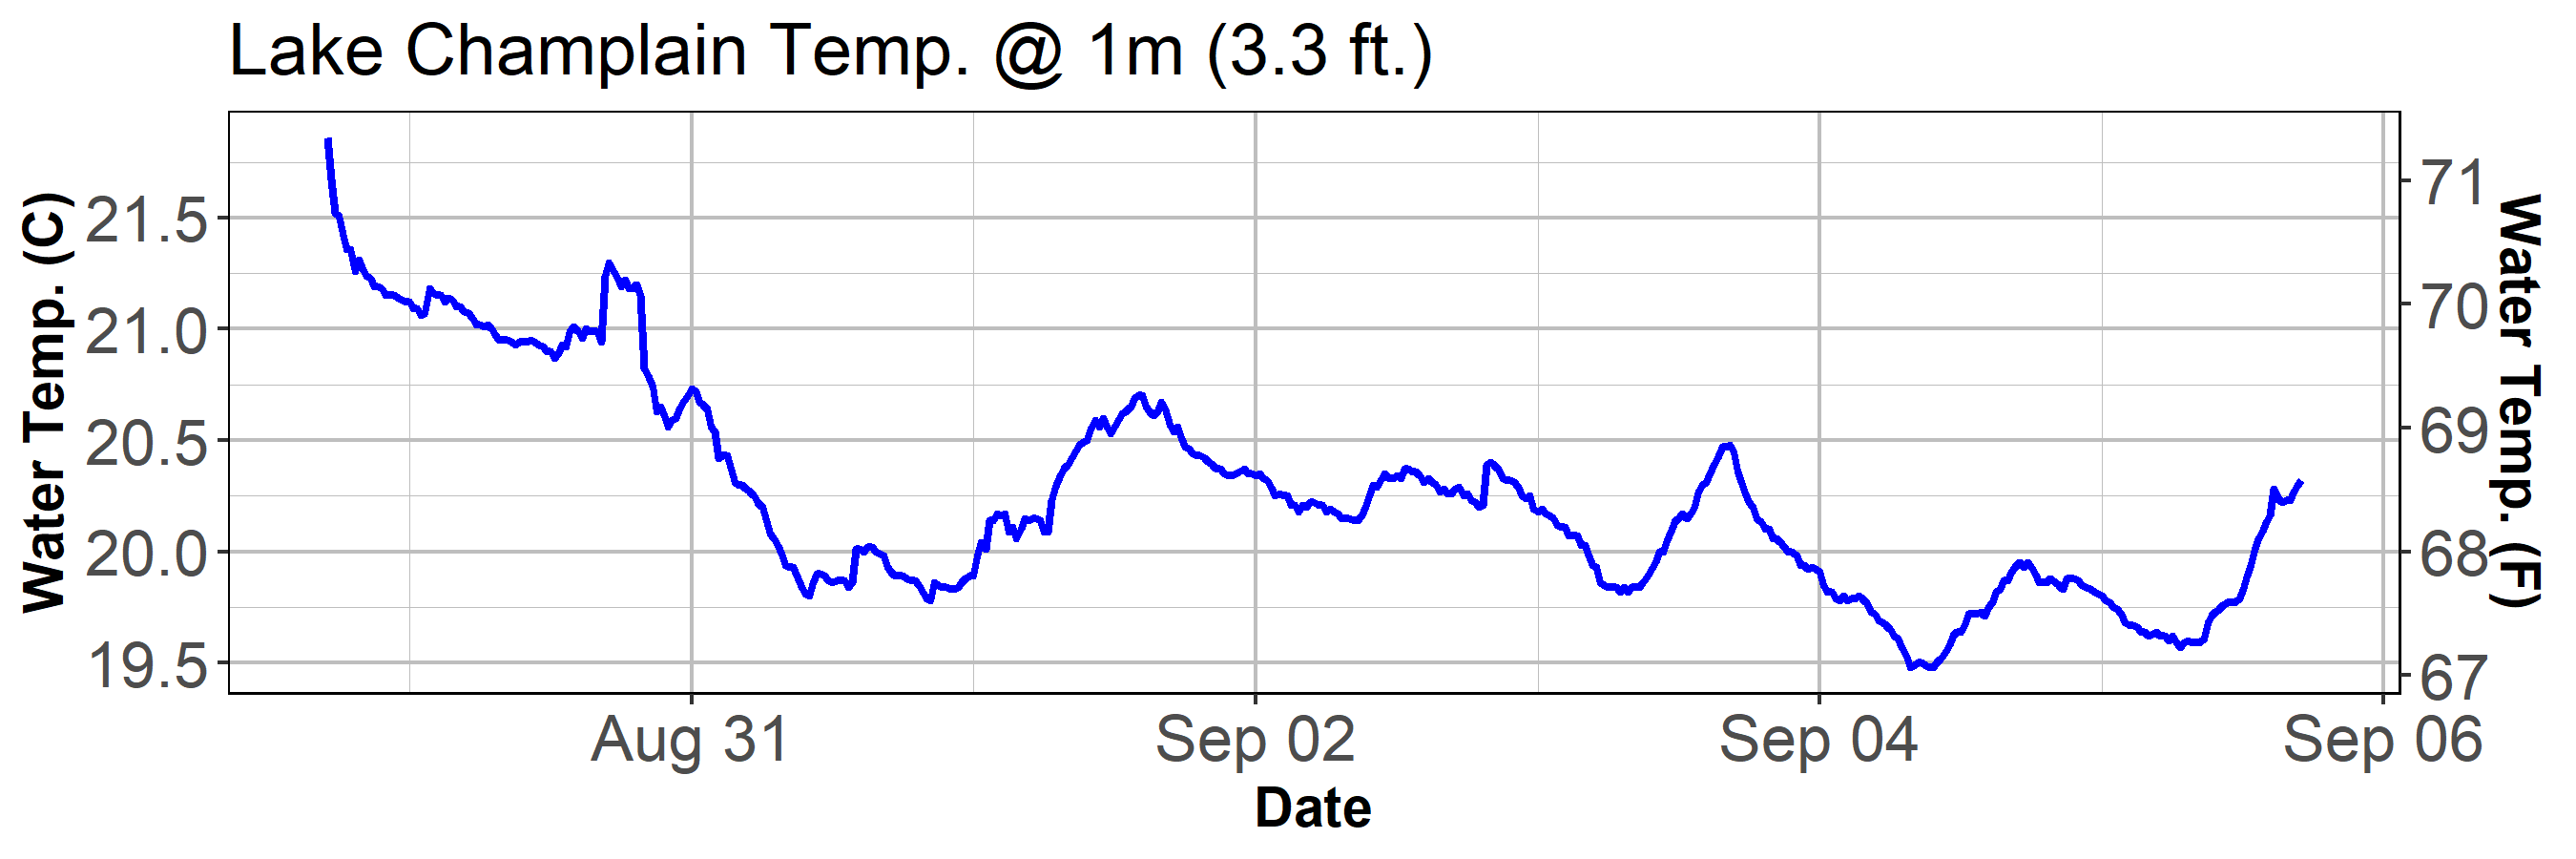 Lake Champlain Temp. @ 1m (3.3 ft.)
Water Temp. (C)
21.5
21.0
20.5
20.0
19.5
71
70
69
68
67
Water Temp. (F)
Aug 31
Sep 02
Sep 04
Sep 06
Date